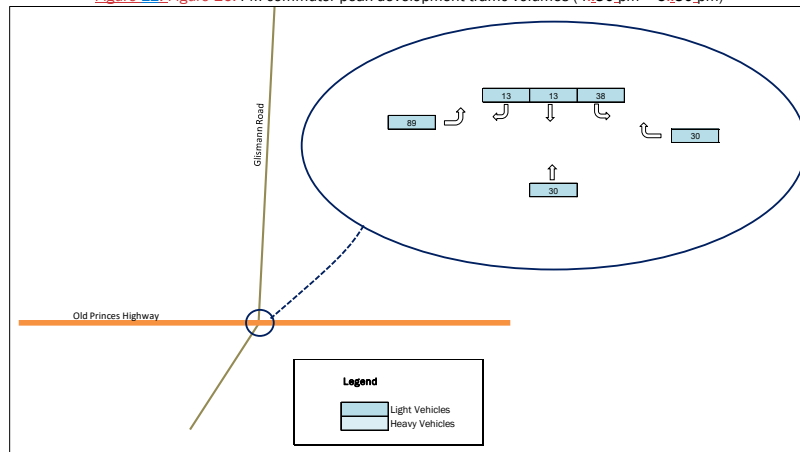 Glismann Road
13 13 38
89
30
30
Old Princes Highway
Legend
Light Vehicles
Heavy Vehicles